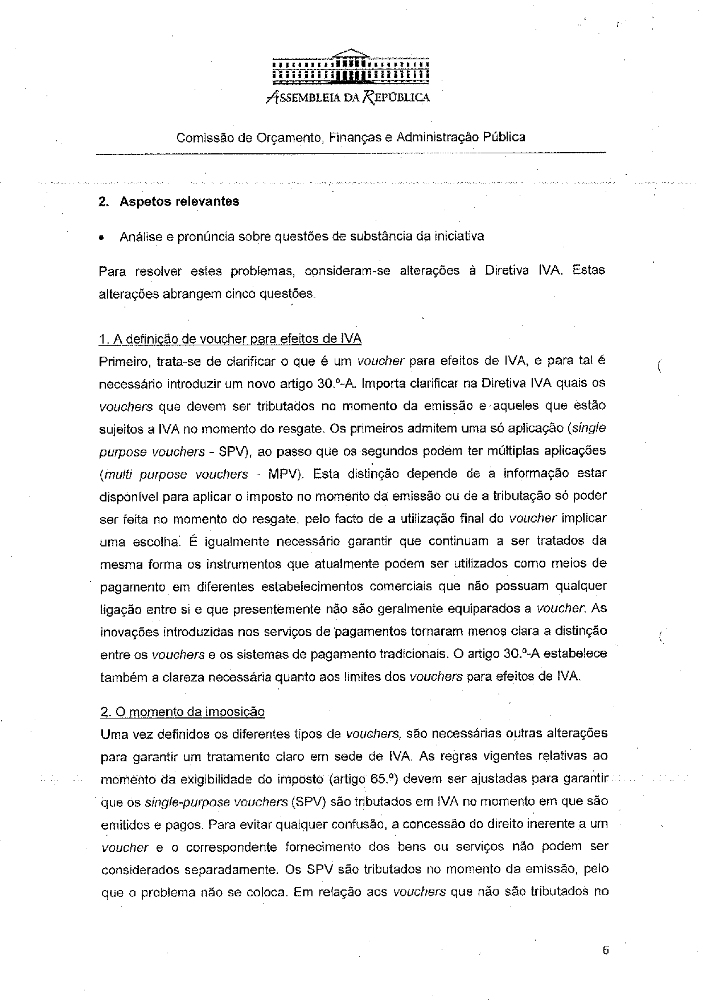 ASSEMBLEIA DA REPÚBLICA
Comissão de Orçamento, Finanças e Administração Pública
2. Aspetos relevantes
• Análise e pronúncia sobre questões de substância da iniciativa
Para resolver estes problemas, consideram-se alterações à Diretiva IVA. Estas
alterações abrangem cinco questões.
1. A definição de voucher para efeitos de IVA
Primeiro, trata-se de clarificar o que é um voucher para efeitos de IVA, e para tal é
necessário introduzir um novo artigo 30.º-A. Importa clarificar na Diretiva IVA quais os
vouchers que devem ser tributados no momento da emissão e aqueles que estão
sujeitos a IVA no momento do resgate. Os primeiros admitem uma só aplicação (single
purpose vouchers - SPV), ao passo que os segundos podem ter múltiplas aplicações
(multi purpose vouchers - MPV). Esta distinção depende de a informação estar
disponível para aplicar o imposto no momento da emissão ou de a tributação só poder
ser feita no momento do resgate, pelo facto de a utilização final do voucher implicar
uma escolha. É igualmente necessário garantir que continuam a ser tratados da
mesma forma os instrumentos que atualmente podem ser utilizados como meios de
pagamento em diferentes estabelecimentos comerciais que não possuam qualquer
ligação entre si e que presentemente não são geralmente equiparados a voucher. As
inovações introduzidas nos serviços de pagamentos tornaram menos clara a distinção
entre os vouchers e os sistemas de pagamento tradicionais. O artigo 30.º-A estabelece
também a clareza necessária quanto aos limites dos vouchers para efeitos de IVA.
2. O momento da imposição
Uma vez definidos os diferentes tipos de vouchers, são necessárias outras alterações
para garantir um tratamento claro em sede de IVA. As regras vigentes relativas ao
momento da exigibilidade do imposto (artigo 65.º) devem ser ajustadas para garantir
que os single-purpose vouchers (SPV) são tributados em IVA no momento em que são
emitidos e pagos. Para evitar qualquer confusão, a concessão do direito inerente a um
voucher e o correspondente fornecimento dos bens ou serviços não podem ser
considerados separadamente. Os SPV são tributados no momento da emissão, pelo
que o problema não se coloca. Em relação aos vouchers que não são tributados no
6